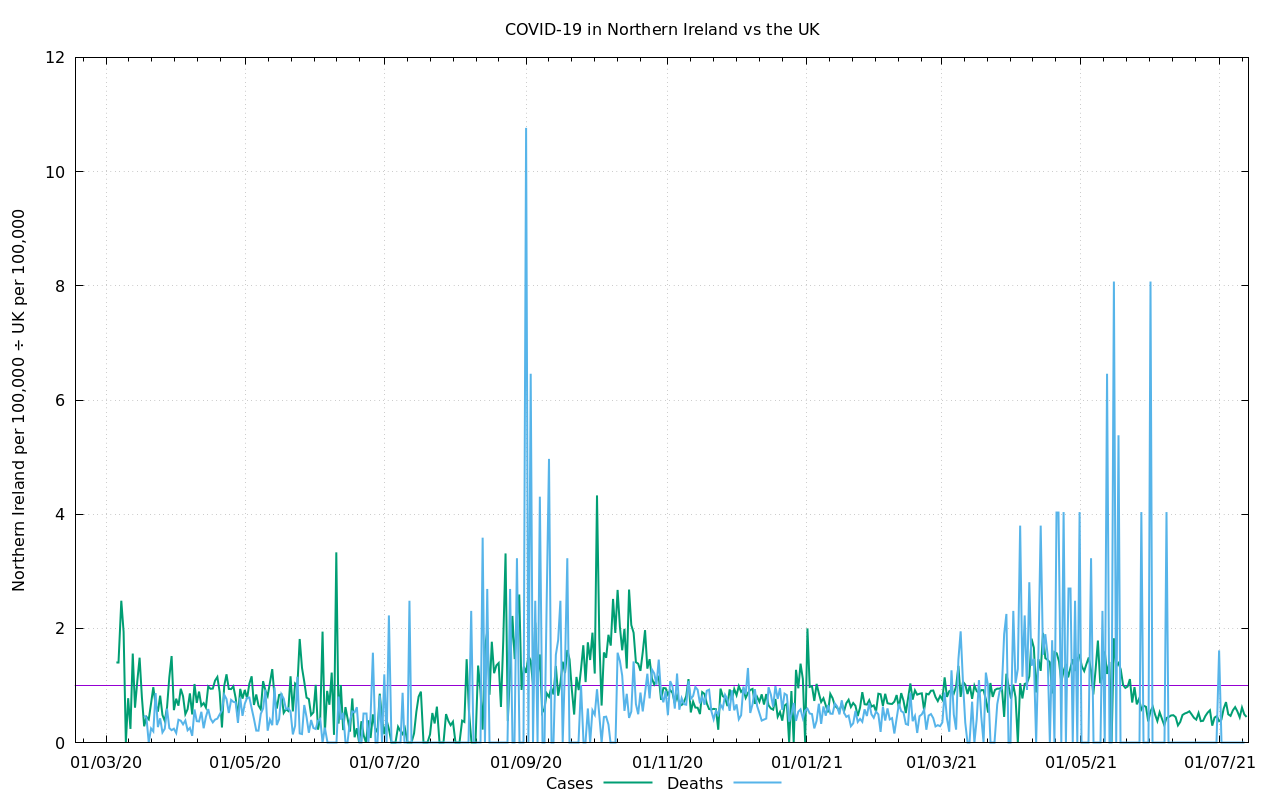 COVID-19 in Northern Ireland vs the UK
Northern Ireland per 100,000 ÷ UK per 100,000
12
10
8
6
4
2
0
01/03/20 01/05/20 01/07/20 01/09/20 01/11/20 01/01/21 01/03/21 01/05/21 01/07/21
Cases Deaths